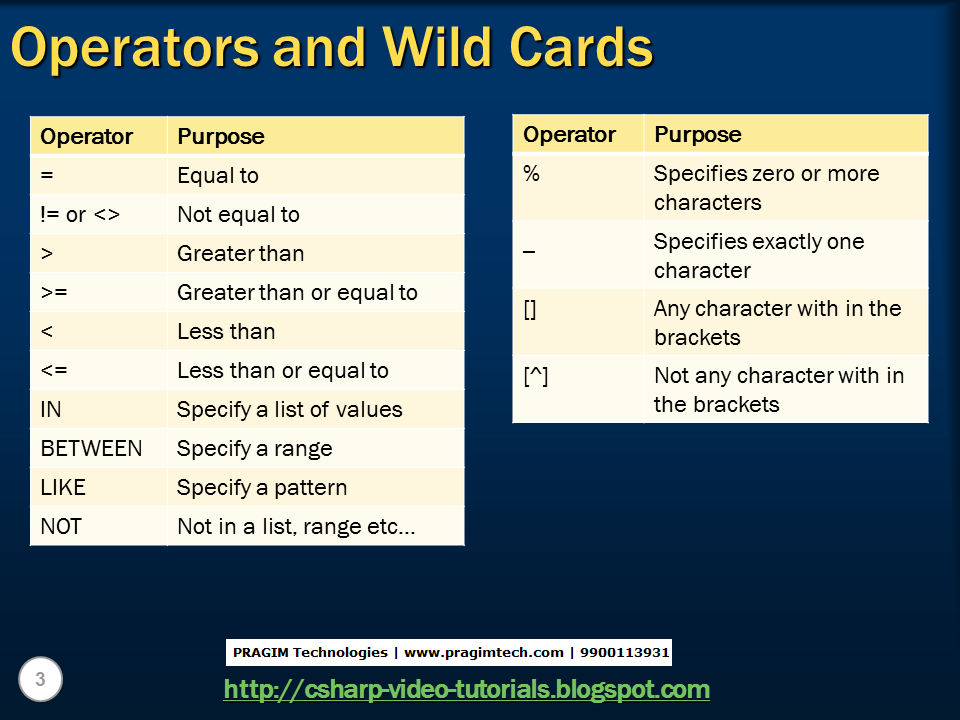 Operators and Wild Cards
Operator Purpose
= Equal to
!= or <> Not equal to
> Greater than
>= Greater than or equal to
< Less than
<= Less than or equal to
IN Specify a list of values
BETWEEN Specify a range
LIKE Specify a pattern
NOT Not in a list, range etc...
Operator Purpose
% Specifies zero or more
characters
_ Specifies exactly one
character
[] Any character with in the
brackets
[^] Not any character with in
the brackets
PRAGIM Technologies | www.pragimtech.com | 9900113931
3
http://csharp-video-tutorials.blogspot.com